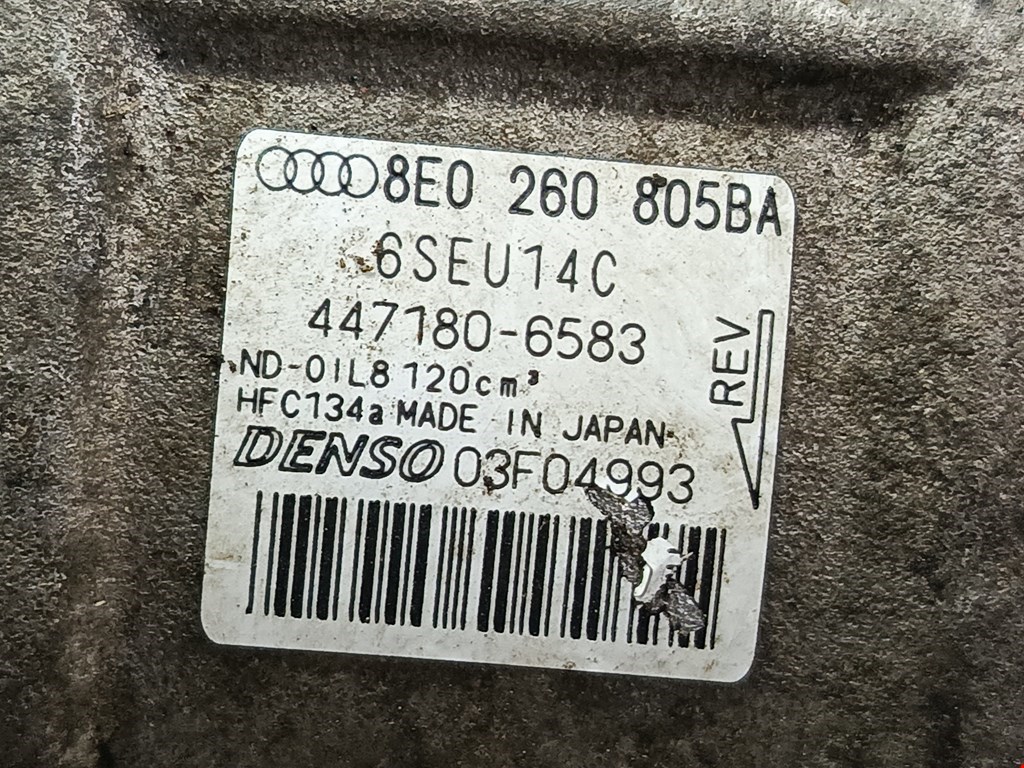 8E0 260 805BA
6SEU14C
447180-6583
ND-OIL8 120cm³
HFC134a MADE IN JAPAN
DENSO 03F04993
REV